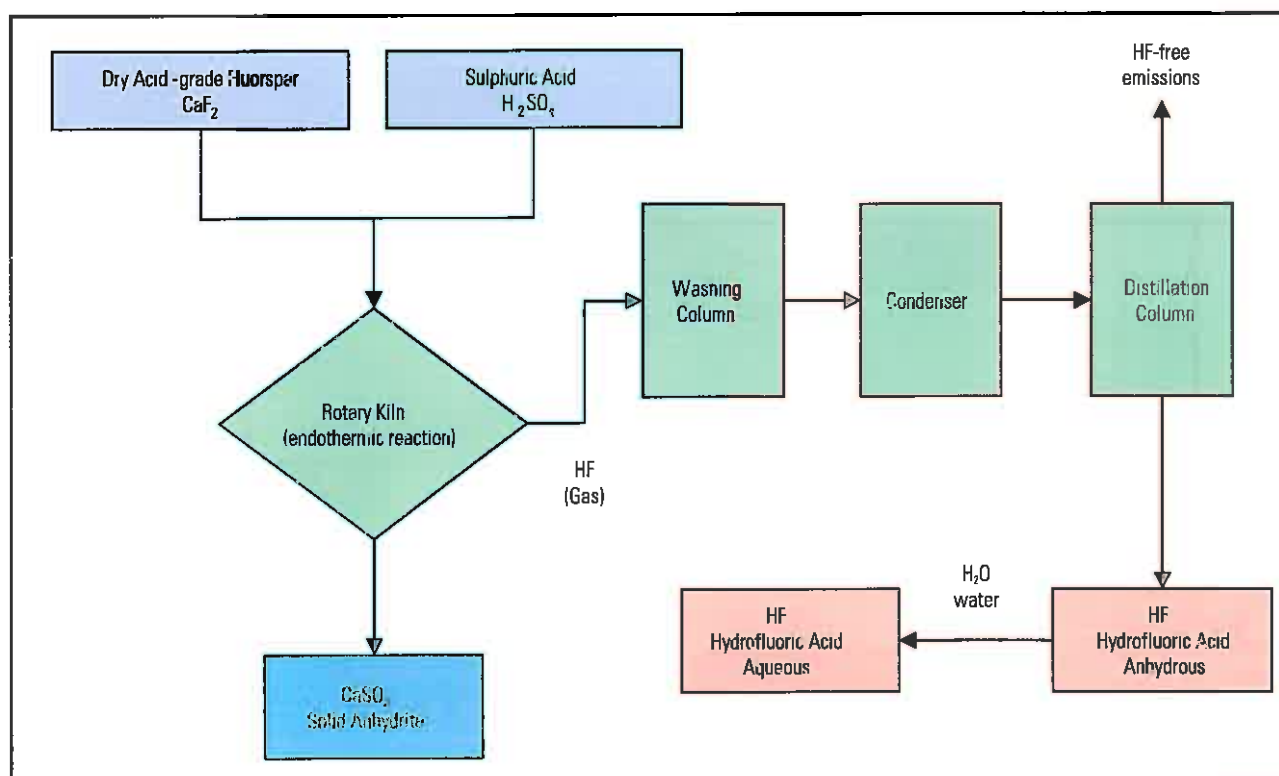 Dry Acid-grade Fluorspar
CaF₂
Sulphuric Acid
H₂SO₄
HF-free
emissions
Washing
Column
Condenser
Distillation
Column
Rotary Kiln
(endothermic reaction)
HF
(Gas)
H₂O
water
HF
Hydrofluoric Acid
Aqueous
HF
Hydrofluoric Acid
Anhydrous
CaSO₄
Solid Anhydrite